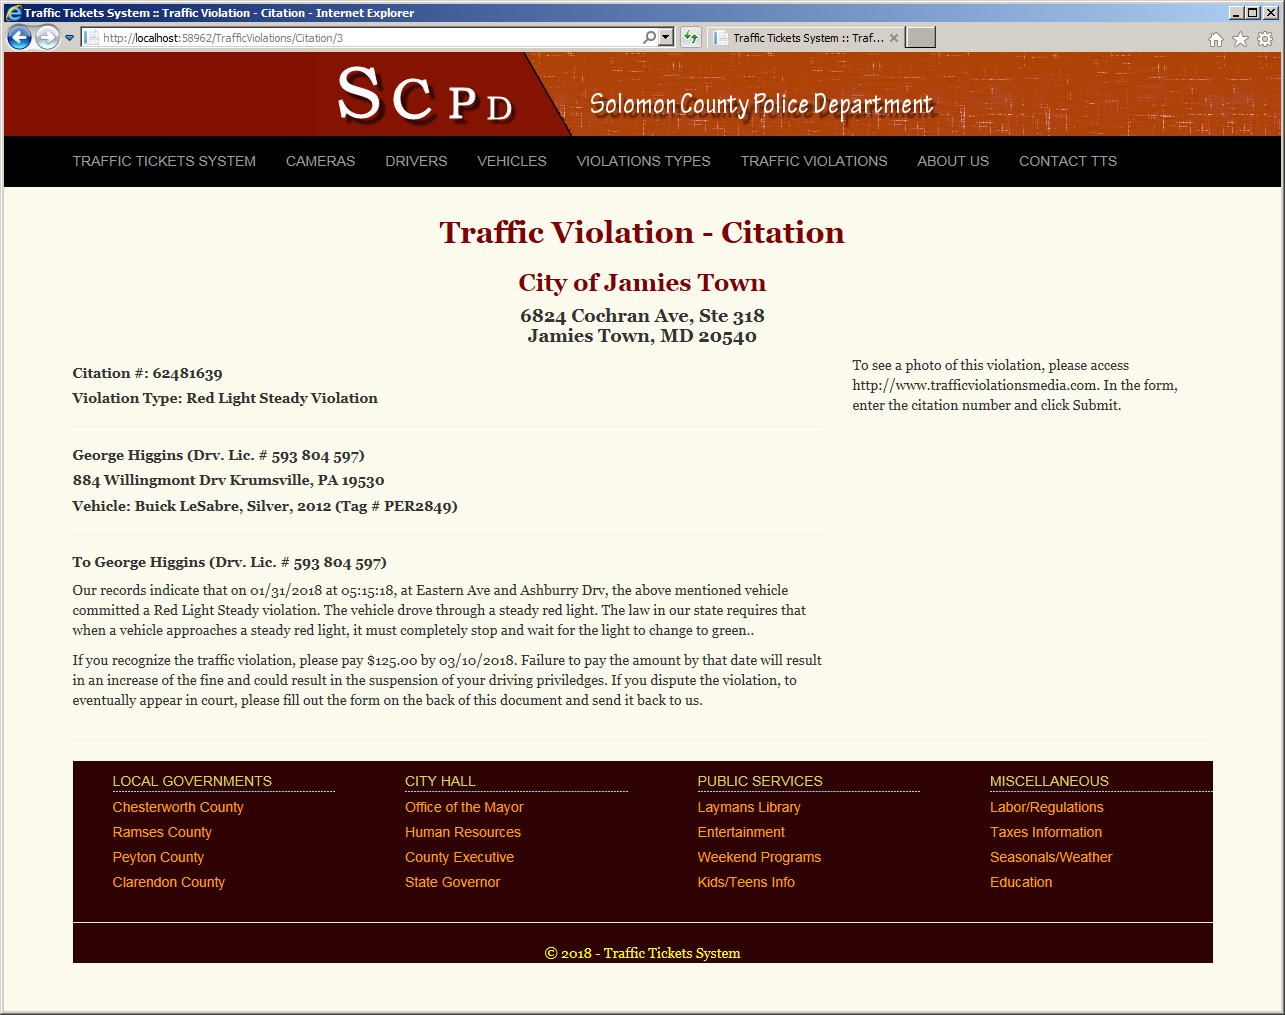 Traffic Tickets System :: Traffic Violation - Citation - Internet Explorer
http://localhost:58962/TrafficViolations/Citation/3
Traffic Tickets System :: Traf...
SCPD
Solomon County Police Department
TRAFFIC TICKETS SYSTEM CAMERAS DRIVERS VEHICLES VIOLATIONS TYPES TRAFFIC VIOLATIONS ABOUT US CONTACT TTS
Traffic Violation - Citation
City of Jamies Town
6824 Cochran Ave, Ste 318
Jamies Town, MD 20540
Citation #: 62481639
Violation Type: Red Light Steady Violation
To see a photo of this violation, please access
http://www.trafficviolationsmedia.com. In the form,
enter the citation number and click Submit.
George Higgins (Drv. Lic. # 593 804 597)
884 Willingmont Drv Krumsville, PA 19530
Vehicle: Buick LeSabre, Silver, 2012 (Tag # PER2849)
To George Higgins (Drv. Lic. # 593 804 597)
Our records indicate that on 01/31/2018 at 05:15:18, at Eastern Ave and Ashburry Drv, the above mentioned vehicle
committed a Red Light Steady violation. The vehicle drove through a steady red light. The law in our state requires that
when a vehicle approaches a steady red light, it must completely stop and wait for the light to change to green..
If you recognize the traffic violation, please pay $125.00 by 03/10/2018. Failure to pay the amount by that date will result
in an increase of the fine and could result in the suspension of your driving priviledges. If you dispute the violation, to
eventually appear in court, please fill out the form on the back of this document and send it back to us.
LOCAL GOVERNMENTS
Chesterworth County
Ramses County
Peyton County
Clarendon County
CITY HALL
Office of the Mayor
Human Resources
County Executive
State Governor
PUBLIC SERVICES
Laymans Library
Entertainment
Weekend Programs
Kids/Teens Info
MISCELLANEOUS
Labor/Regulations
Taxes Information
Seasonals/Weather
Education
© 2018 - Traffic Tickets System